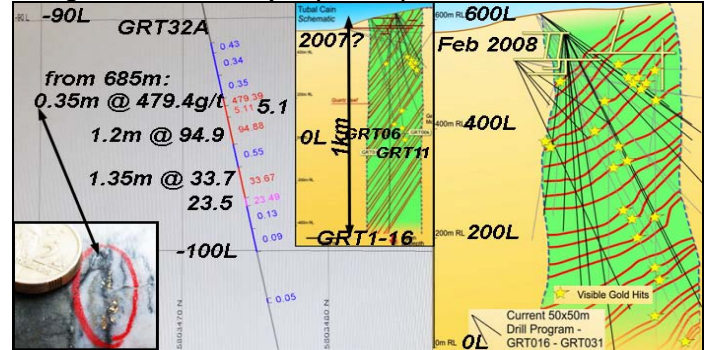 -90L
-90L
GRT32A
0.43
0.34
from 685m:
0.35
0.35m @ 479.4g/t
479.39
5.11
5.1
1.2m @ 94.9
94.88
0.55
1.35m @ 33.7
33.67
23.5
23.49
0.13
-100L
0.09
0.05
5803470 N
5803480 N
Tubal Cain
Schematic
2007?
1km
0L
GRT06
GRT11
GRT1-16
600m RL
600L
Feb 2008
400m RL
400L
200m RL
200L
Visible Gold Hits
Current 50x50m
Drill Program -
GRT016 - GRT031
0m RL
0L